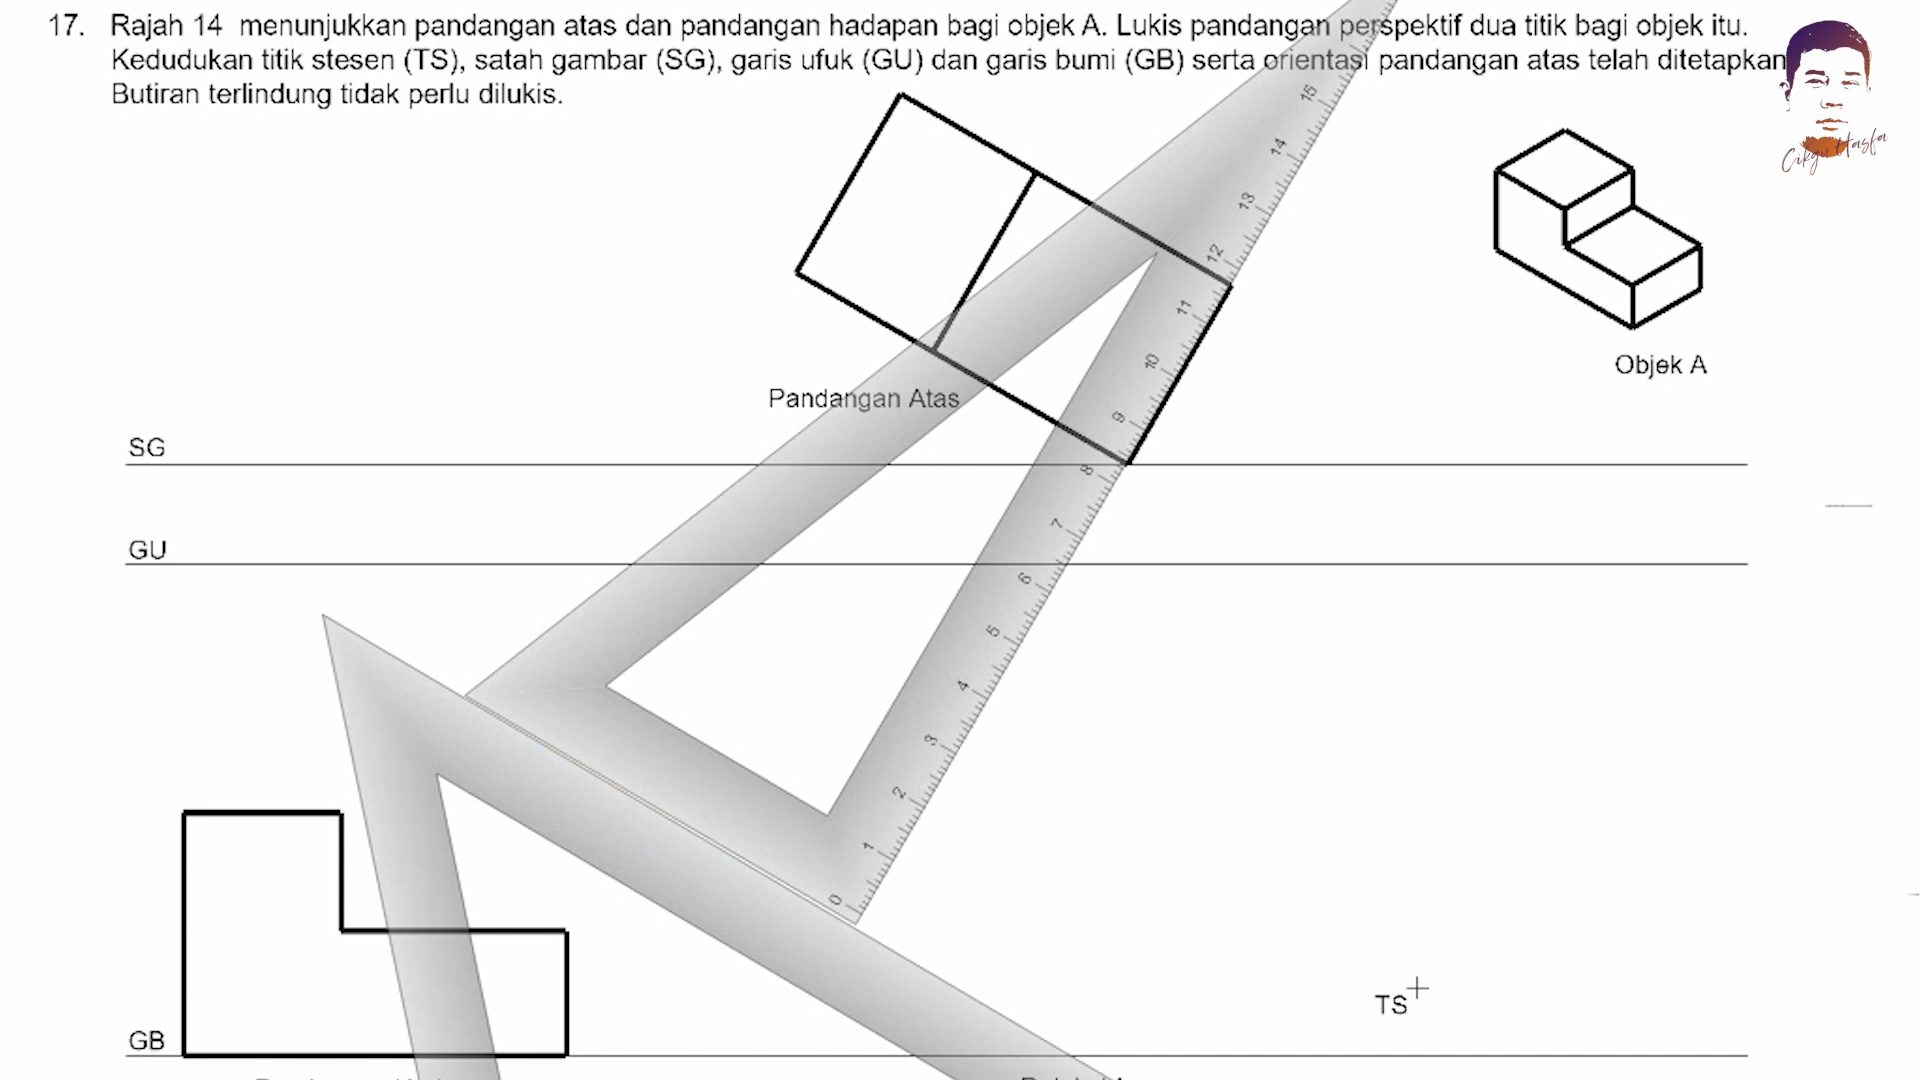 17. Rajah 14 menunjukkan pandangan atas dan pandangan hadapan bagi objek A. Lukis pandangan perspektif dua titik bagi objek itu.
Kedudukan titik stesen (TS), satah gambar (SG), garis ufuk (GU) dan garis bumi (GB) serta orientasi pandangan atas telah ditetapkan
Butiran terlindung tidak perlu dilukis.
Cikgu Hasfa
15
14
13
12
11
10
9
8
7
6
5
4
3
2
1
0
Objek A
Pandangan Atas
SG
GU
TS
GB